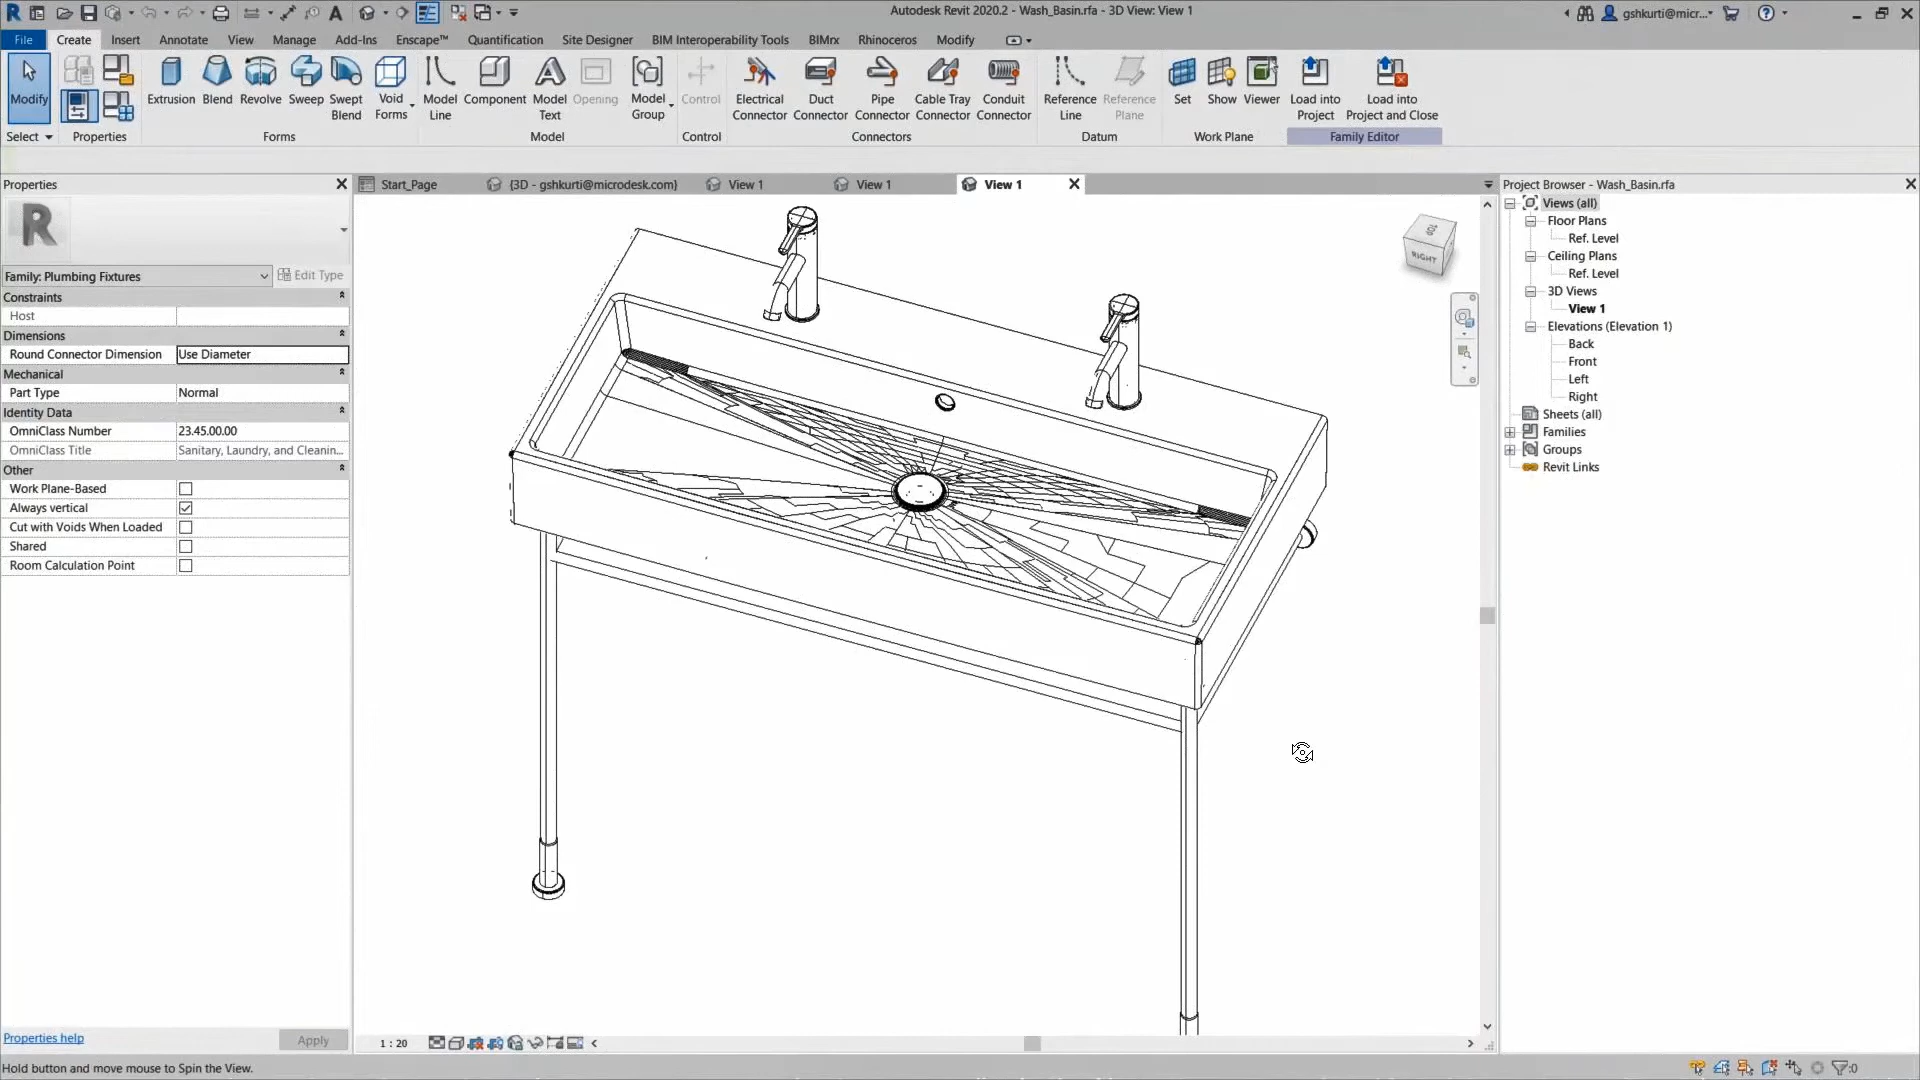 Autodesk Revit 2020.2 - Wash_Basin.rfa - 3D View: View 1
gshkurti@micr...
File Create Insert Annotate View Manage Add-Ins Enscape™ Quantification Site Designer BIM Interoperability Tools BIMrx Rhinoceros Modify
Modify
Extrusion
Blend
Revolve
Sweep
Swept Blend
Void Forms
Model Line
Component
Model Text
Opening
Model Group
Control
Electrical Connector
Duct Connector
Pipe Connector
Cable Tray Connector
Conduit Connector
Reference Line
Reference Plane
Set
Show
Viewer
Load into Project
Load into Project and Close
Select
Properties
Forms
Model
Control
Connectors
Datum
Work Plane
Family Editor
Properties
Start_Page
{3D - gshkurti@microdesk.com}
View 1
View 1
View 1
Project Browser - Wash_Basin.rfa
R
Family: Plumbing Fixtures
Edit Type
Constraints
Host
Dimensions
Round Connector Dimension Use Diameter
Mechanical
Part Type Normal
Identity Data
OmniClass Number 23.45.00.00
OmniClass Title Sanitary, Laundry, and Cleanin...
Other
Work Plane-Based
Always vertical
Cut with Voids When Loaded
Shared
Room Calculation Point
TOP
RIGHT
Views (all)
Floor Plans
Ref. Level
Ceiling Plans
Ref. Level
3D Views
View 1
Elevations (Elevation 1)
Back
Front
Left
Right
Sheets (all)
Families
Groups
Revit Links
Properties help
Apply
1 : 20
Hold button and move mouse to Spin the View.
:0